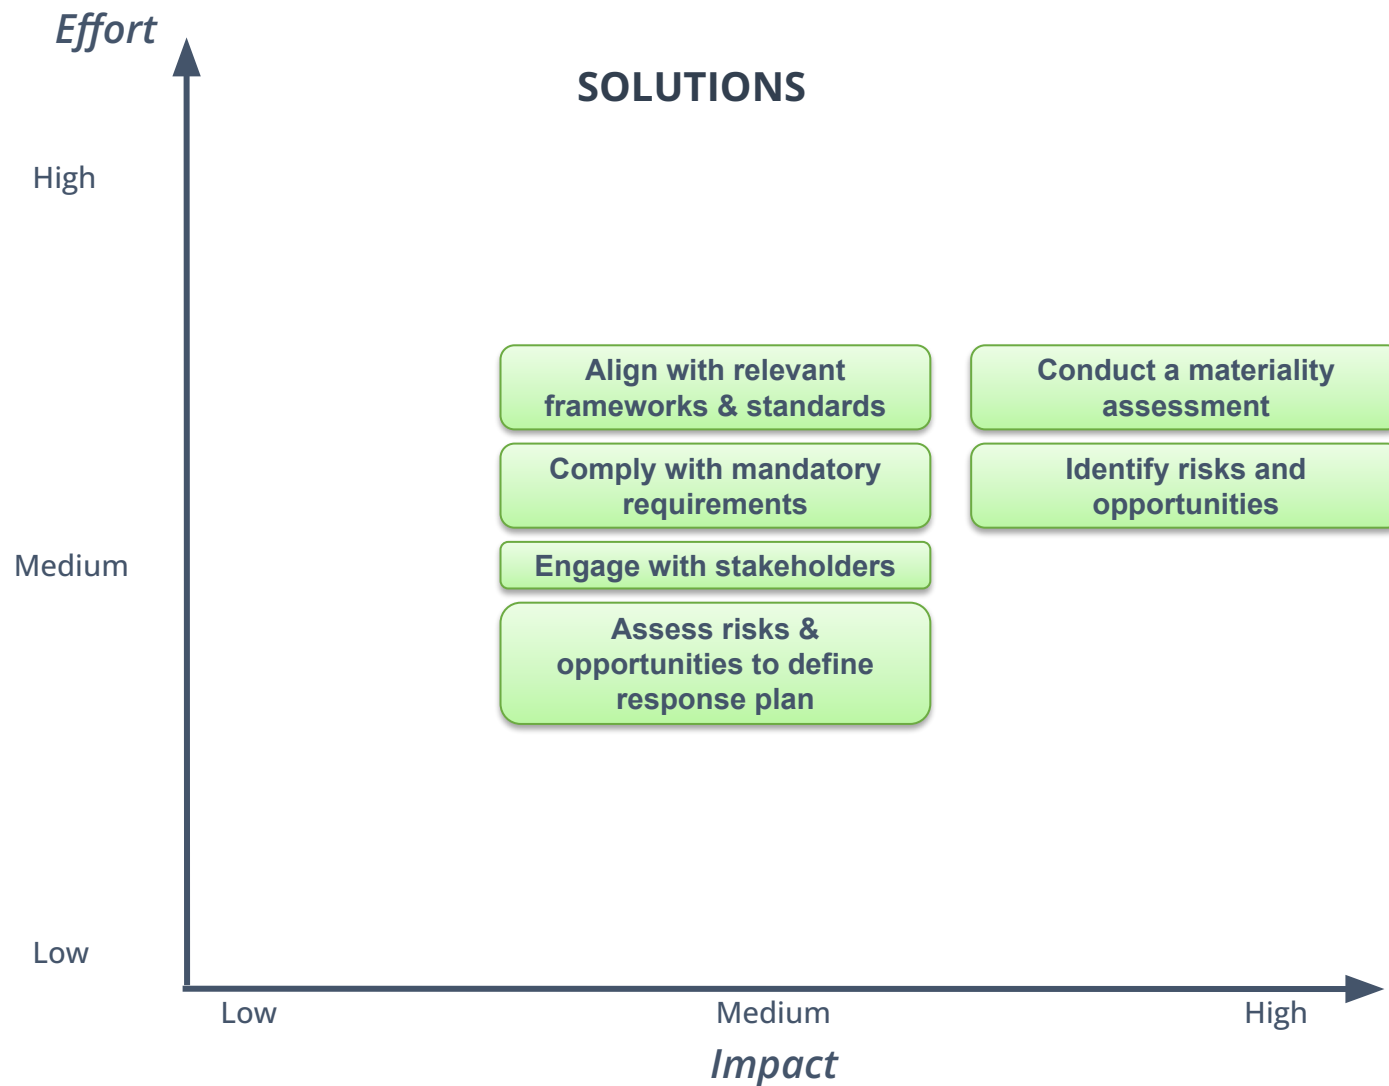 Effort
SOLUTIONS
High
Align with relevant
frameworks & standards
Conduct a materiality
assessment
Comply with mandatory
requirements
Identify risks and
opportunities
Medium
Engage with stakeholders
Assess risks &
opportunities to define
response plan
Low
Low
Medium
High
Impact